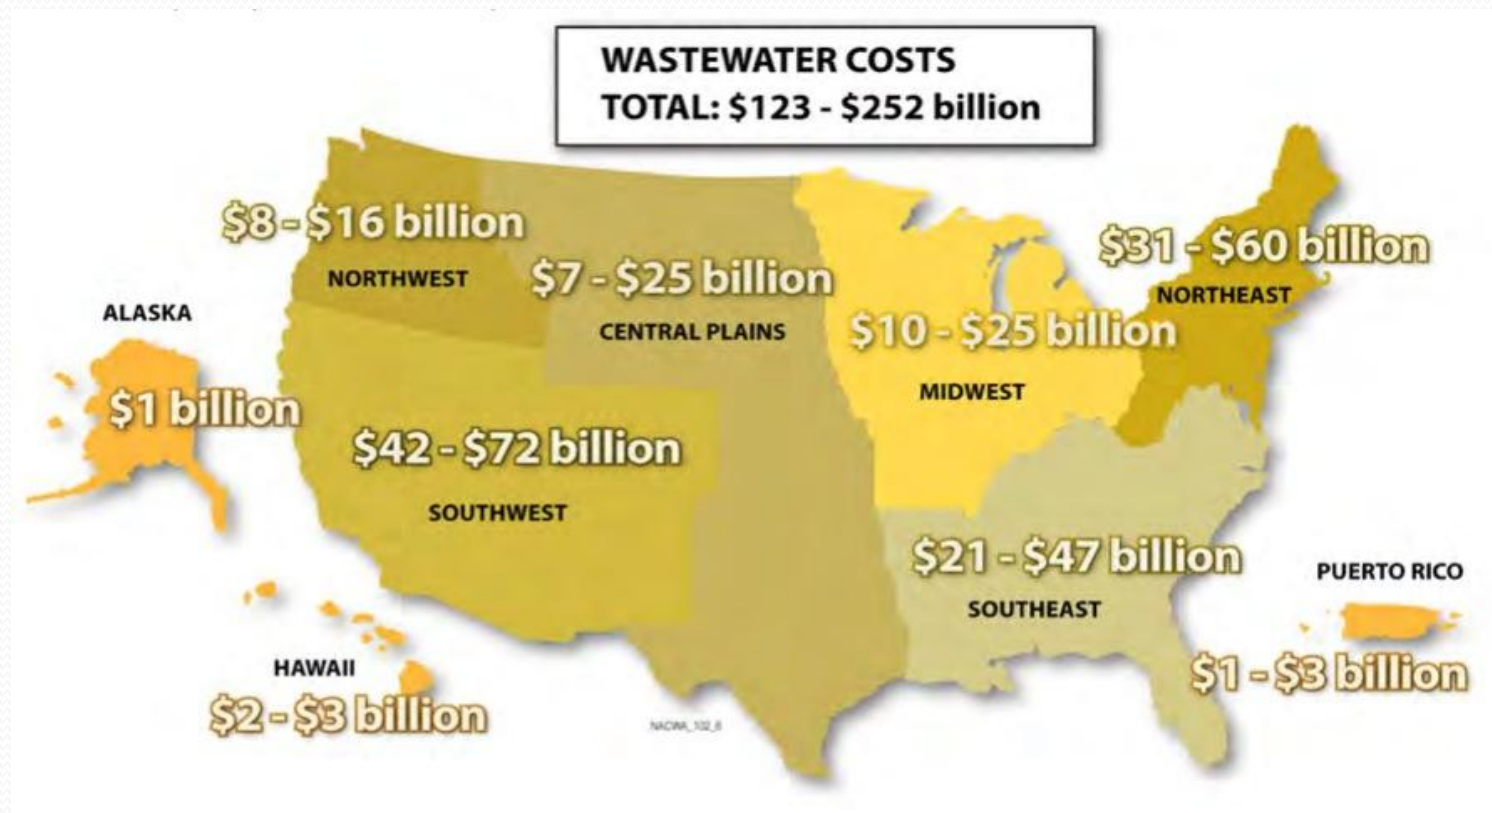 WASTEWATER COSTS
TOTAL: $123 - $252 billion
$8 - $16 billion
NORTHWEST
$7 - $25 billion
CENTRAL PLAINS
$31 - $60 billion
NORTHEAST
$10 - $25 billion
MIDWEST
ALASKA
$1 billion
$42 - $72 billion
SOUTHWEST
$21 - $47 billion
SOUTHEAST
PUERTO RICO
$1 - $3 billion
HAWAII
$2 - $3 billion
NACWA_102_6